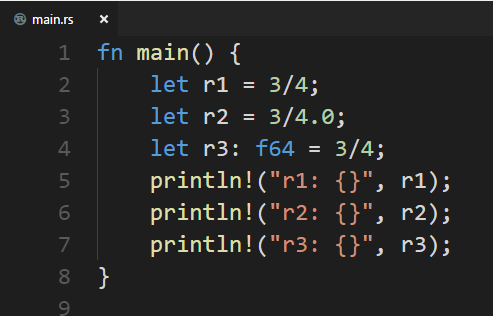 main.rs ×
1 fn main() {
2     let r1 = 3/4;
3     let r2 = 3/4.0;
4     let r3: f64 = 3/4;
5     println!("r1: {}", r1);
6     println!("r2: {}", r2);
7     println!("r3: {}", r3);
8 }
9